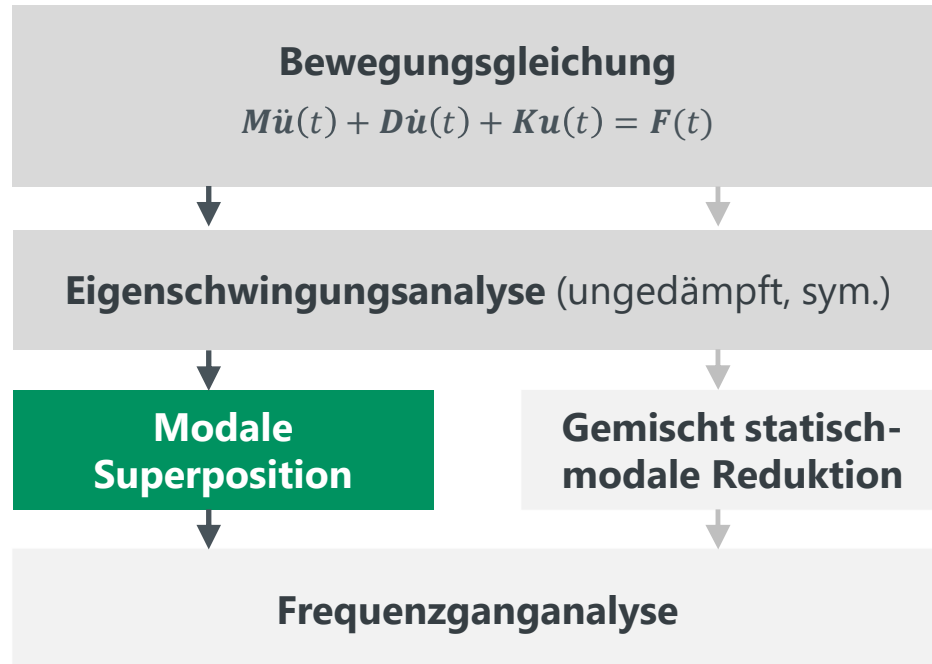 Bewegungsgleichung
Mü(t) + Du̇(t) + Ku(t) = F(t)
Eigenschwingungsanalyse (ungedämpft, sym.)
Modale
Superposition
Gemischt statisch-
modale Reduktion
Frequenzganganalyse